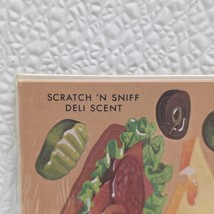 SCRATCH 'N SNIFF
DELI SCENT